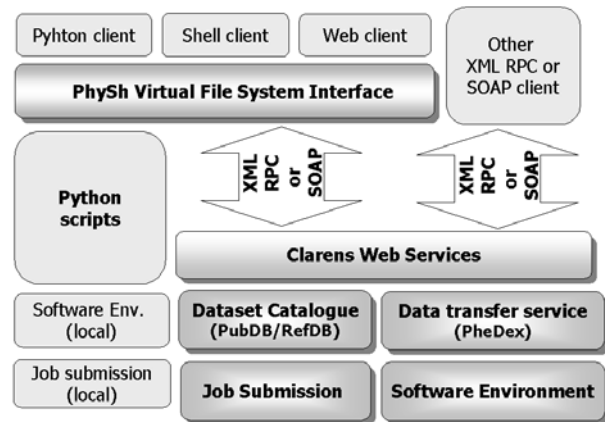 Pyhton client
Shell client
Web client
Other
XML RPC or
SOAP client
PhySh Virtual File System Interface
Python
scripts
XML
RPC
or
SOAP
XML
RPC
or
SOAP
Clarens Web Services
Software Env.
(local)
Dataset Catalogue
(PubDB/RefDB)
Data transfer service
(PheDex)
Job submission
(local)
Job Submission
Software Environment